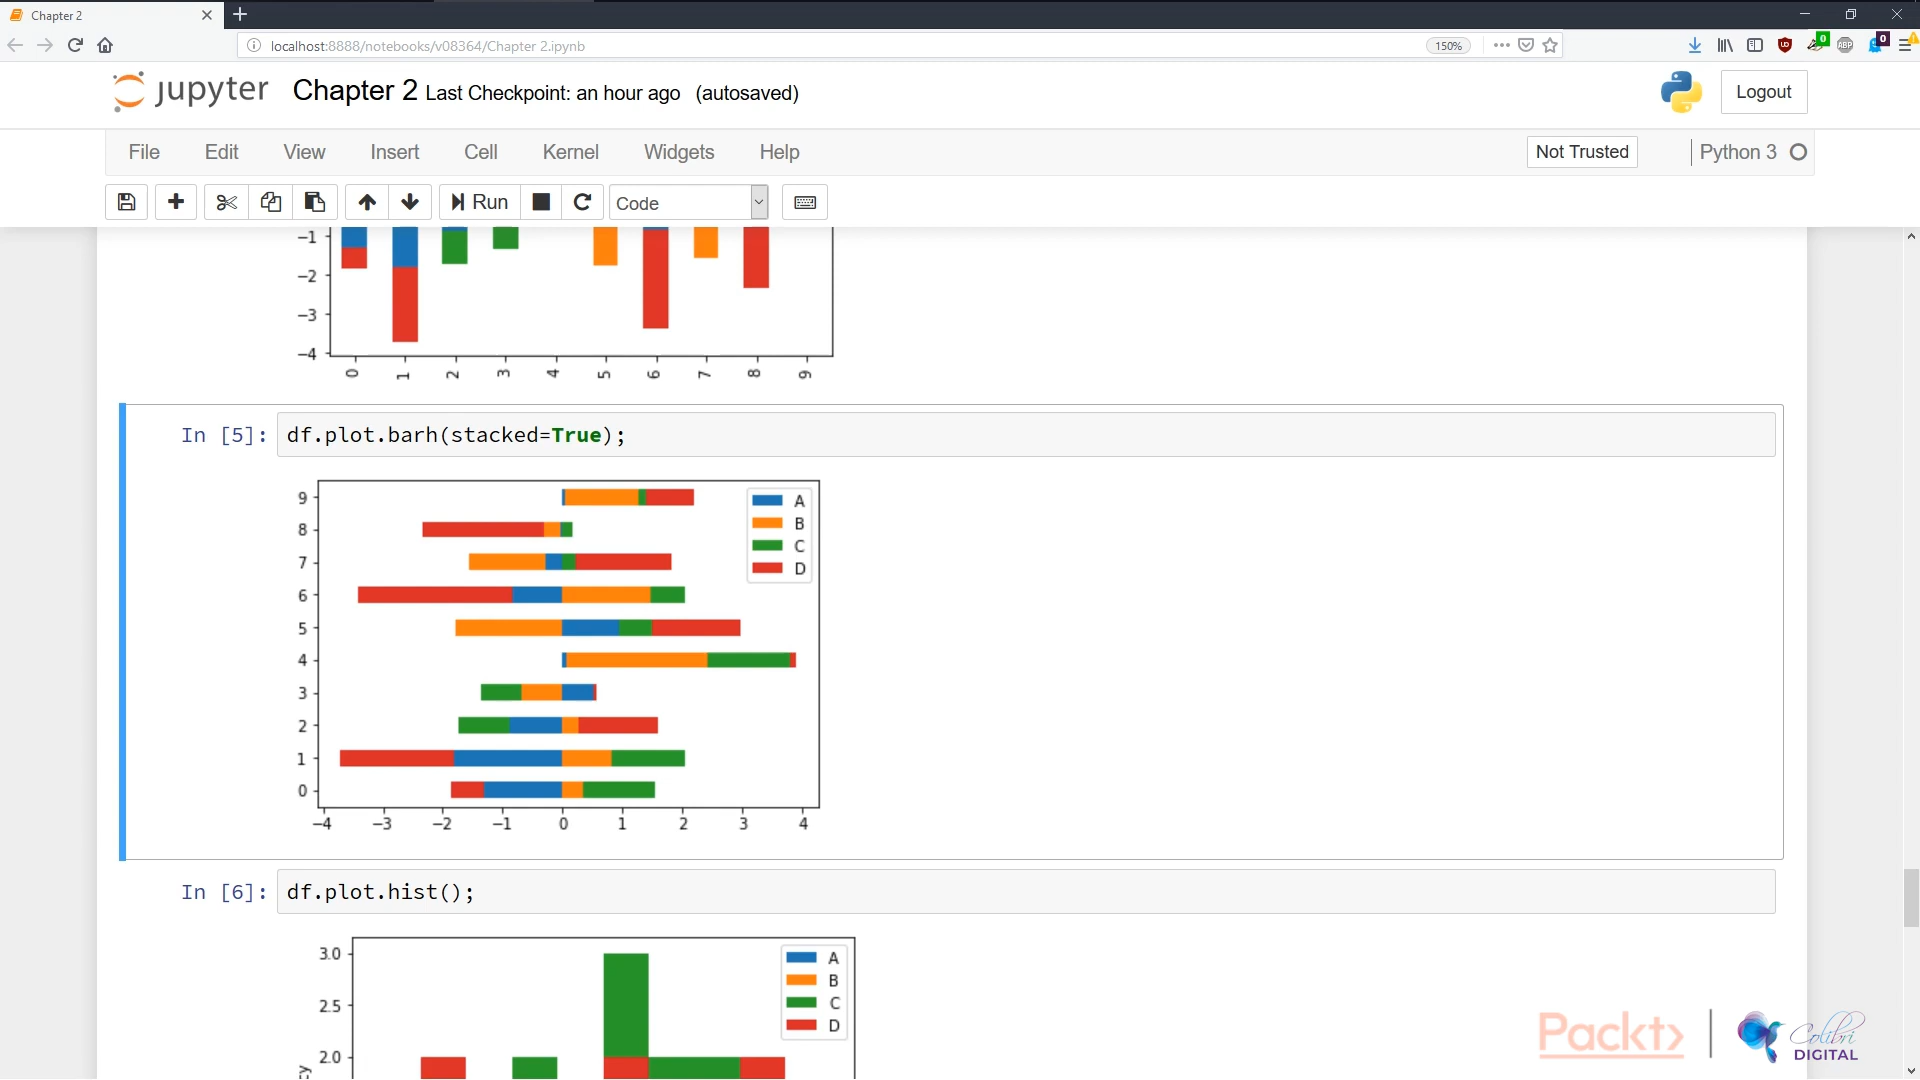 Chapter 2
localhost:8888/notebooks/v08364/Chapter 2.ipynb
150%
0
ABP
0
jupyter Chapter 2 Last Checkpoint: an hour ago (autosaved)
Logout
File Edit View Insert Cell Kernel Widgets Help
Not Trusted
Python 3
Run
Code
−1
−2
−3
−4
0 1 2 3 4 5 6 7 8 9
In [5]: df.plot.barh(stacked=True);
9
8
7
6
5
4
3
2
1
0
A
B
C
D
−4 −3 −2 −1 0 1 2 3 4
In [6]: df.plot.hist();
3.0
2.5
2.0
cy
A
B
C
D
Packt>
Colibri
DIGITAL